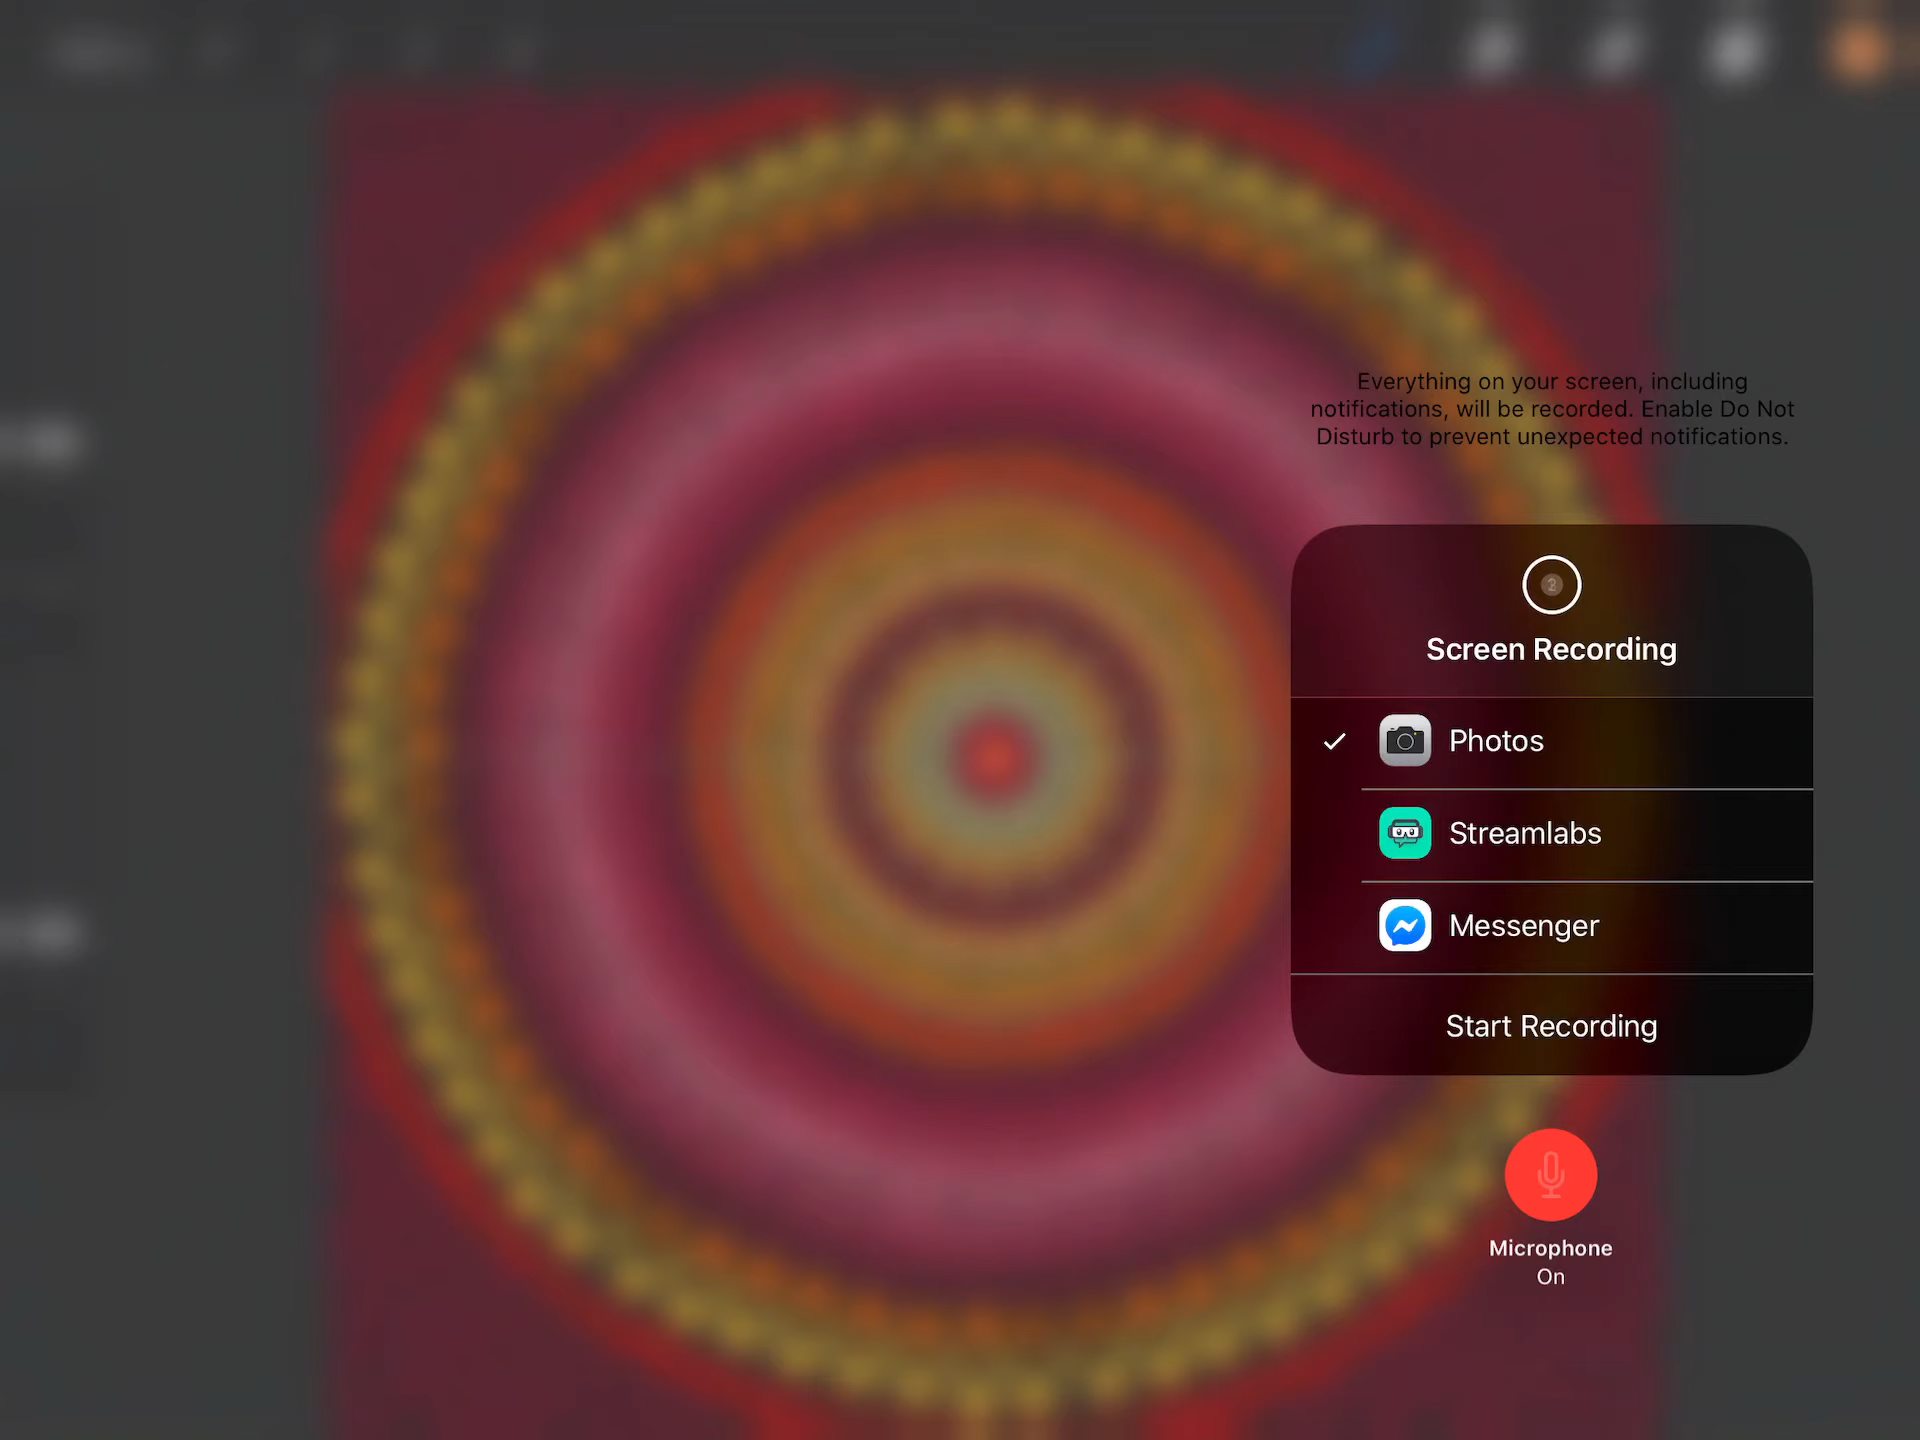 Everything on your screen, including
notifications, will be recorded. Enable Do Not
Disturb to prevent unexpected notifications.
Screen Recording
Photos
Streamlabs
Messenger
Start Recording
Microphone
On